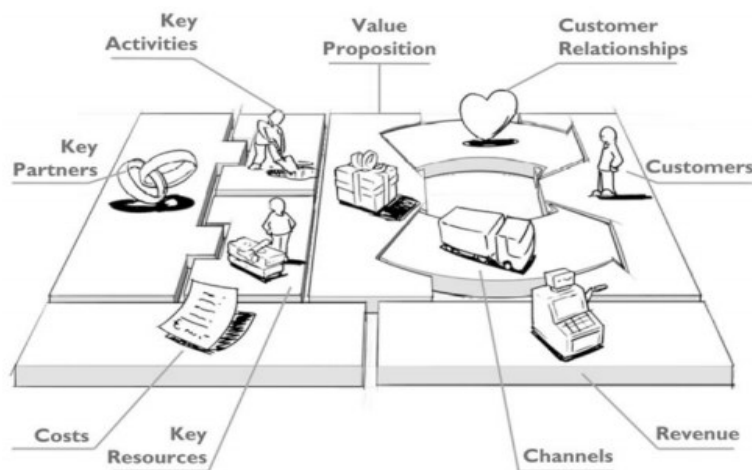 Key
Activities
Value
Proposition
Customer
Relationships
Key
Partners
Customers
Costs
Key
Resources
Channels
Revenue